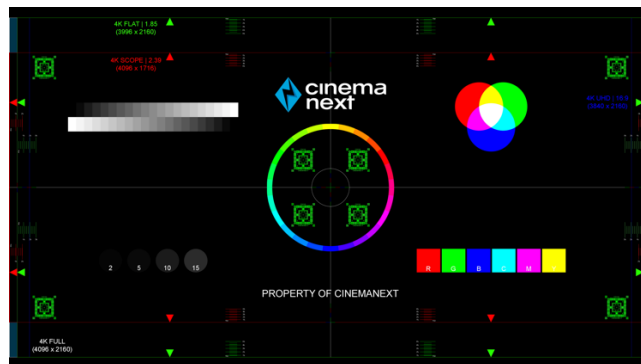 4K FLAT | 1.85
(3996 x 2160)
4K SCOPE | 2.39
(4096 x 1716)
cinema
next
2 5 10 15
R G B C M Y
PROPERTY OF CINEMANEXT
4K FULL
(4096 x 2160)